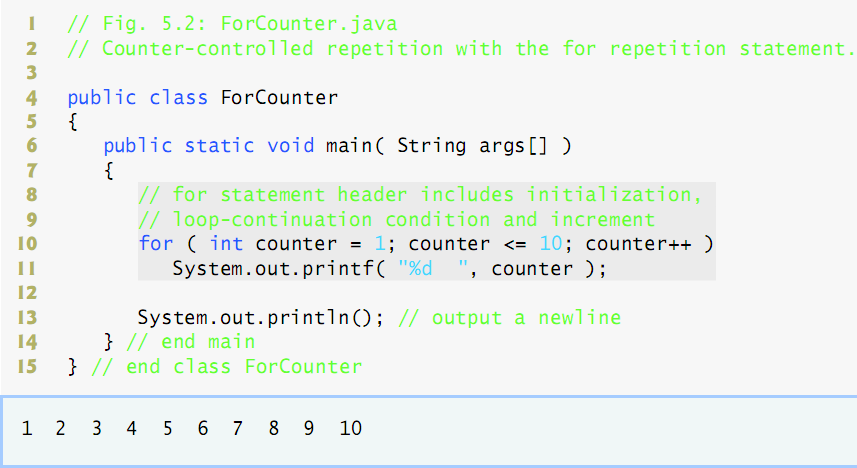 1 // Fig. 5.2: ForCounter.java
2 // Counter-controlled repetition with the for repetition statement.
3
4 public class ForCounter
5 {
6 public static void main( String args[] )
7 {
8 // for statement header includes initialization,
9 // loop-continuation condition and increment
10 for ( int counter = 1; counter <= 10; counter++ )
11 System.out.printf( "%d  ", counter );
12
13 System.out.println(); // output a newline
14 } // end main
15 } // end class ForCounter
1 2 3 4 5 6 7 8 9 10